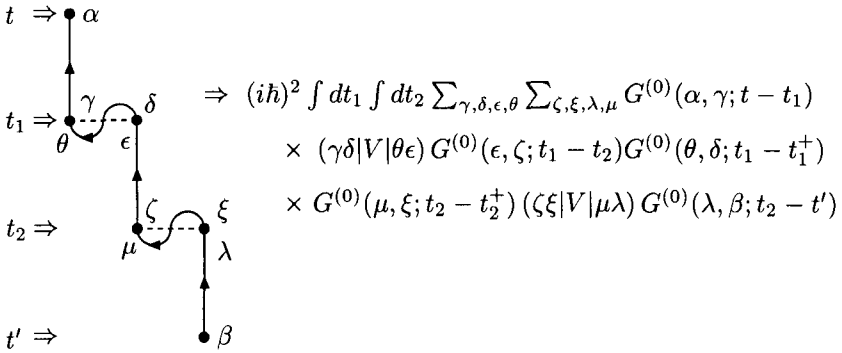 t ⇒ α
⇒ (iħ)² ∫ dt₁ ∫ dt₂ ∑_{γ,δ,ϵ,θ} ∑_{ζ,ξ,λ,μ} G^{(0)}(α, γ; t − t₁)
t₁ ⇒ γ δ
θ ϵ
× (γδ|V|θϵ) G^{(0)}(ϵ, ζ; t₁ − t₂)G^{(0)}(θ, δ; t₁ − t₁⁺)
× G^{(0)}(μ, ξ; t₂ − t₂⁺) (ζξ|V|μλ) G^{(0)}(λ, β; t₂ − t′)
t₂ ⇒ ζ ξ
μ λ
t′ ⇒ β